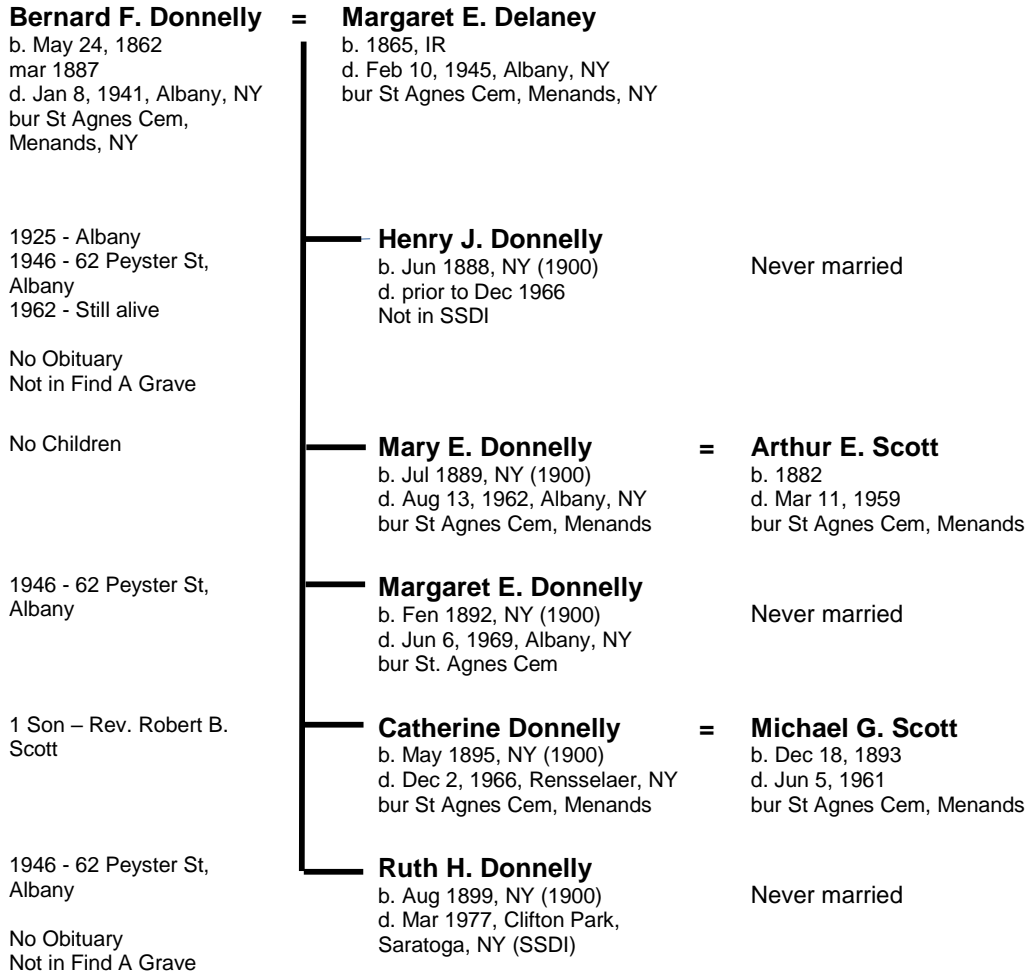 Bernard F. Donnelly = Margaret E. Delaney
b. May 24, 1862
mar 1887
d. Jan 8, 1941, Albany, NY
bur St Agnes Cem,
Menands, NY
b. 1865, IR
d. Feb 10, 1945, Albany, NY
bur St Agnes Cem, Menands, NY
1925 - Albany
1946 - 62 Peyster St,
Albany
1962 - Still alive
No Obituary
Not in Find A Grave
Henry J. Donnelly
b. Jun 1888, NY (1900)
d. prior to Dec 1966
Not in SSDI
Never married
No Children
Mary E. Donnelly = Arthur E. Scott
b. Jul 1889, NY (1900)
d. Aug 13, 1962, Albany, NY
bur St Agnes Cem, Menands
b. 1882
d. Mar 11, 1959
bur St Agnes Cem, Menands
1946 - 62 Peyster St,
Albany
Margaret E. Donnelly
b. Fen 1892, NY (1900)
d. Jun 6, 1969, Albany, NY
bur St. Agnes Cem
Never married
1 Son – Rev. Robert B.
Scott
Catherine Donnelly = Michael G. Scott
b. May 1895, NY (1900)
d. Dec 2, 1966, Rensselaer, NY
bur St Agnes Cem, Menands
b. Dec 18, 1893
d. Jun 5, 1961
bur St Agnes Cem, Menands
1946 - 62 Peyster St,
Albany
No Obituary
Not in Find A Grave
Ruth H. Donnelly
b. Aug 1899, NY (1900)
d. Mar 1977, Clifton Park,
Saratoga, NY (SSDI)
Never married